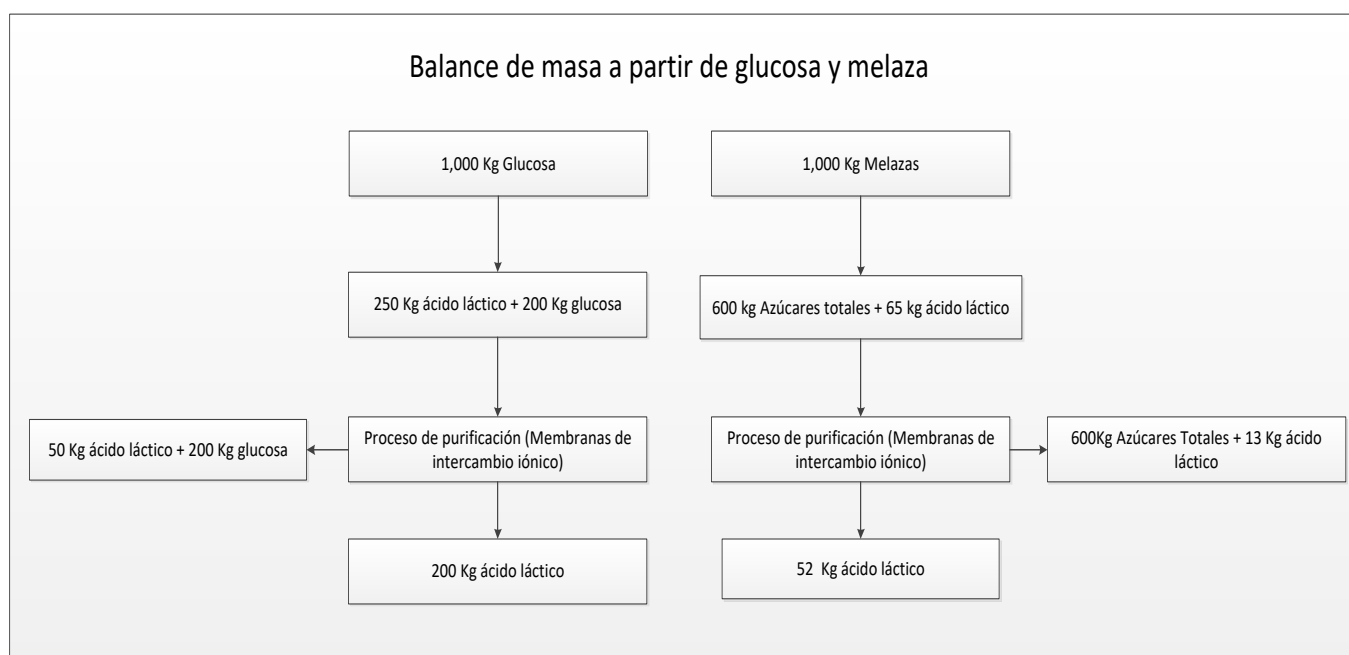 Balance de masa a partir de glucosa y melaza
1,000 Kg Glucosa
1,000 Kg Melazas
250 Kg ácido láctico + 200 Kg glucosa
600 kg Azúcares totales + 65 kg ácido láctico
50 Kg ácido láctico + 200 Kg glucosa
Proceso de purificación (Membranas de
intercambio iónico)
Proceso de purificación (Membranas de
intercambio iónico)
600Kg Azúcares Totales + 13 Kg ácido
láctico
200 Kg ácido láctico
52 Kg ácido láctico